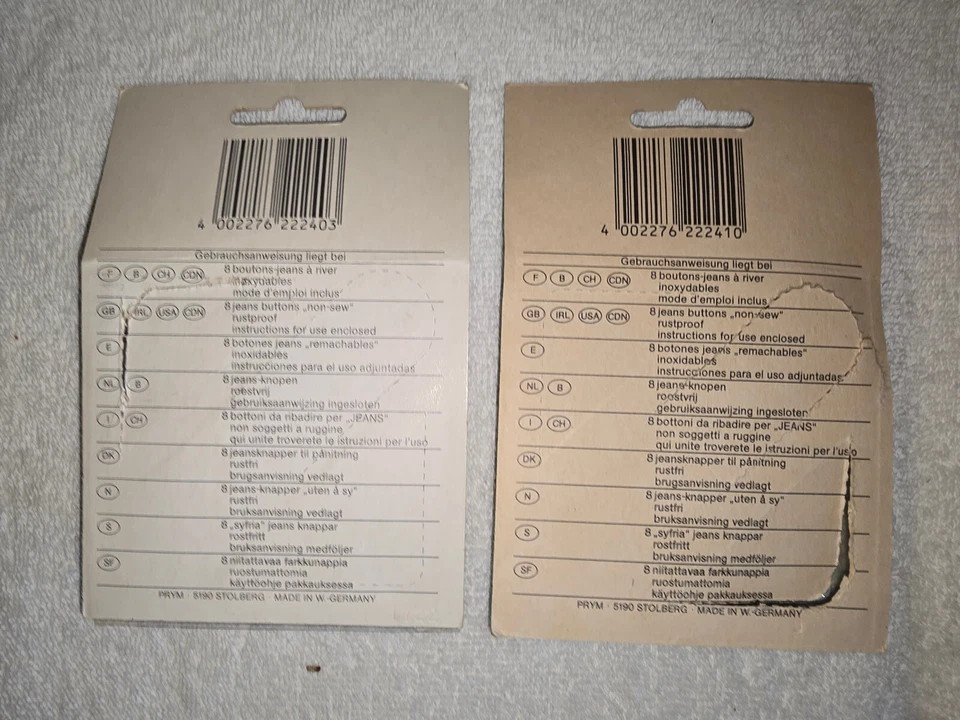 4 002276 222403
Gebrauchsanweisung liegt bei
F B CH CDN 8 boutons-jeans à river
inoxydables
mode d'emploi inclus
GB IRL USA CDN 8 jeans buttons „non-sew"
rustproof
instructions for use enclosed
E 8 botones jeans „remachables"
inoxidables
instrucciones para el uso adjuntadas
NL B 8 jeans-knopen
roestvrij
gebruiksaanwijzing ingesloten
I CH 8 bottoni da ribadire per „JEANS"
non soggetti a ruggine
qui unite troverete le istruzioni per l'uso
DK 8 jeansknapper til pånitning
rustfri
brugsanvisning vedlagt
N 8 jeans-knapper „uten å sy"
rustfri
bruksanvisning vedlagt
S 8 „syfria" jeans knappar
rostfritt
bruksanvisning medföljer
SF 8 niitattavaa farkkunappia
ruostumattomia
käyttöohje pakkauksessa
PRYM · 5190 STOLBERG · MADE IN W.-GERMANY
4 002276 222410
Gebrauchsanweisung liegt bei
F B CH CDN 8 boutons-jeans à river
inoxydables
mode d'emploi inclus
GB IRL USA CDN 8 jeans buttons „non-sew"
rustproof
instructions for use enclosed
E 8 botones jeans „remachables"
inoxidables
instrucciones para el uso adjuntadas
NL B 8 jeans-knopen
roestvrij
gebruiksaanwijzing ingesloten
I CH 8 bottoni da ribadire per „JEANS"
non soggetti a ruggine
qui unite troverete le istruzioni per l'uso
DK 8 jeansknapper til pånitning
rustfri
brugsanvisning vedlagt
N 8 jeans-knapper „uten å sy"
rustfri
bruksanvisning vedlagt
S 8 „syfria" jeans knappar
rostfritt
bruksanvisning medföljer
SF 8 niitattavaa farkkunappia
ruostumattomia
käyttöohje pakkauksessa
PRYM · 5190 STOLBERG · MADE IN W.-GERMANY